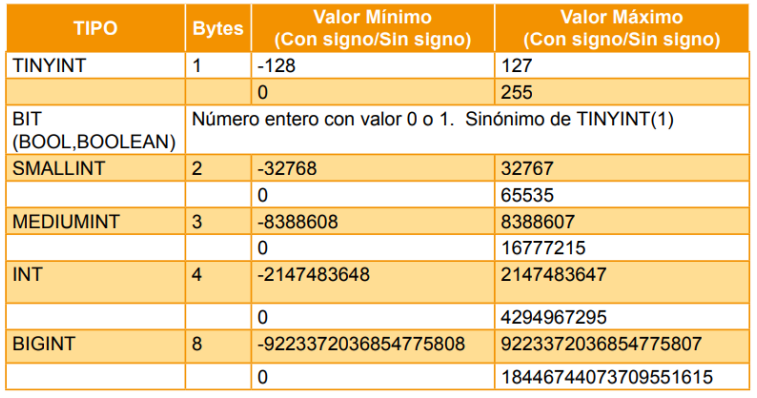 TIPO Bytes Valor Mínimo (Con signo/Sin signo) Valor Máximo (Con signo/Sin signo)
TINYINT 1 -128 127
0 255
BIT (BOOL,BOOLEAN) Número entero con valor 0 o 1. Sinónimo de TINYINT(1)
SMALLINT 2 -32768 32767
0 65535
MEDIUMINT 3 -8388608 8388607
0 16777215
INT 4 -2147483648 2147483647
0 4294967295
BIGINT 8 -9223372036854775808 9223372036854775807
0 18446744073709551615